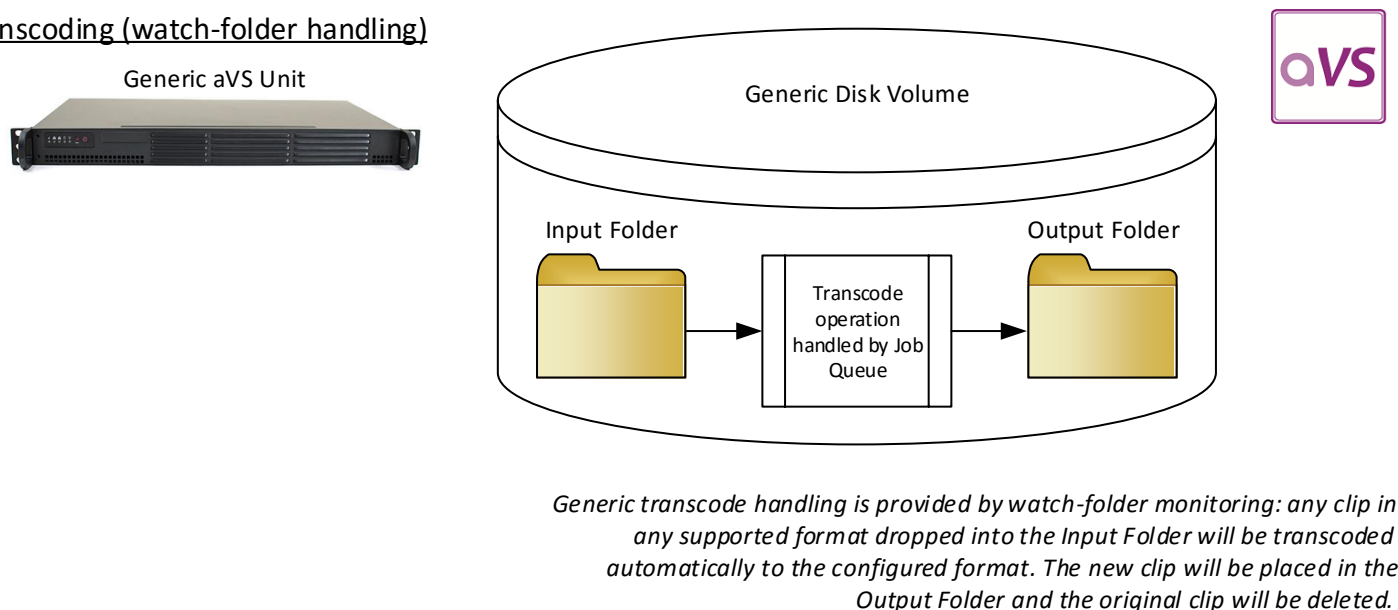 nscoding (watch-folder handling)
Generic aVS Unit
Generic Disk Volume
aVS
Input Folder
Output Folder
Transcode
operation
handled by Job
Queue
Generic transcode handling is provided by watch-folder monitoring: any clip in
any supported format dropped into the Input Folder will be transcoded
automatically to the configured format. The new clip will be placed in the
Output Folder and the original clip will be deleted.